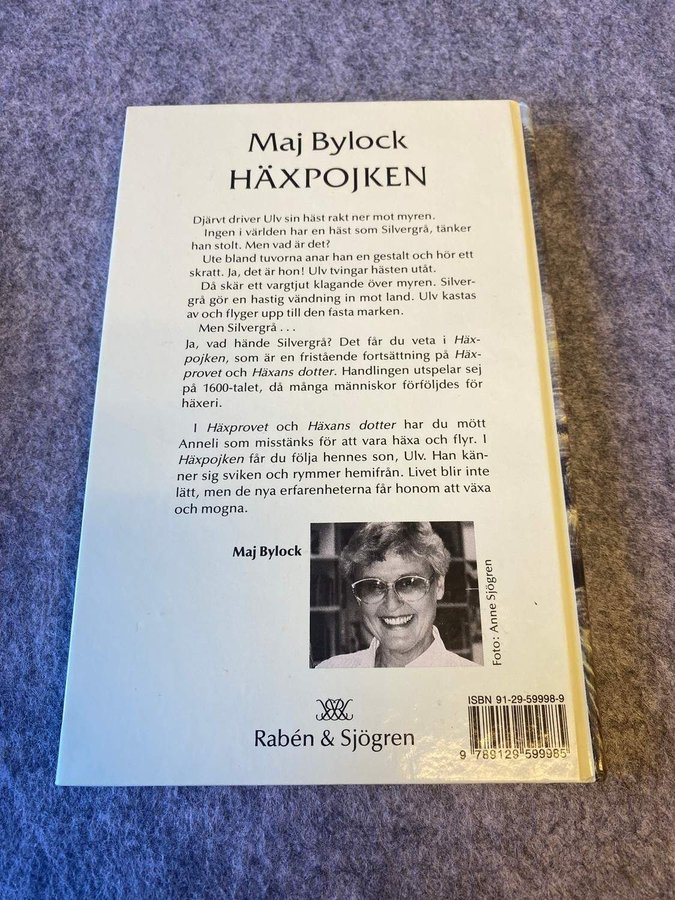 Maj Bylock
HÄXPOJKEN
Djärvt driver Ulv sin häst rakt ner mot myren.
Ingen i världen har en häst som Silvergrå, tänker
han stolt. Men vad är det?
Ute bland tuvorna anar han en gestalt och hör ett
skratt. Ja, det är hon! Ulv tvingar hästen utåt.
Då skär ett vargtjut klagande över myren. Silver-
grå gör en hastig vändning in mot land. Ulv kastas
av och flyger upp till den fasta marken.
Men Silvergrå . . .
Ja, vad hände Silvergrå? Det får du veta i Häx-
pojken, som är en fristående fortsättning på Häx-
provet och Häxans dotter. Handlingen utspelar sej
på 1600-talet, då många människor förföljdes för
häxeri.
I Häxprovet och Häxans dotter har du mött
Anneli som misstänks för att vara häxa och flyr. I
Häxpojken får du följa hennes son, Ulv. Han kän-
ner sig sviken och rymmer hemifrån. Livet blir inte
lätt, men de nya erfarenheterna får honom att växa
och mogna.
Maj Bylock
Foto: Anne Sjögren
Rabén & Sjögren
ISBN 91-29-59998-9
9 789129 599985